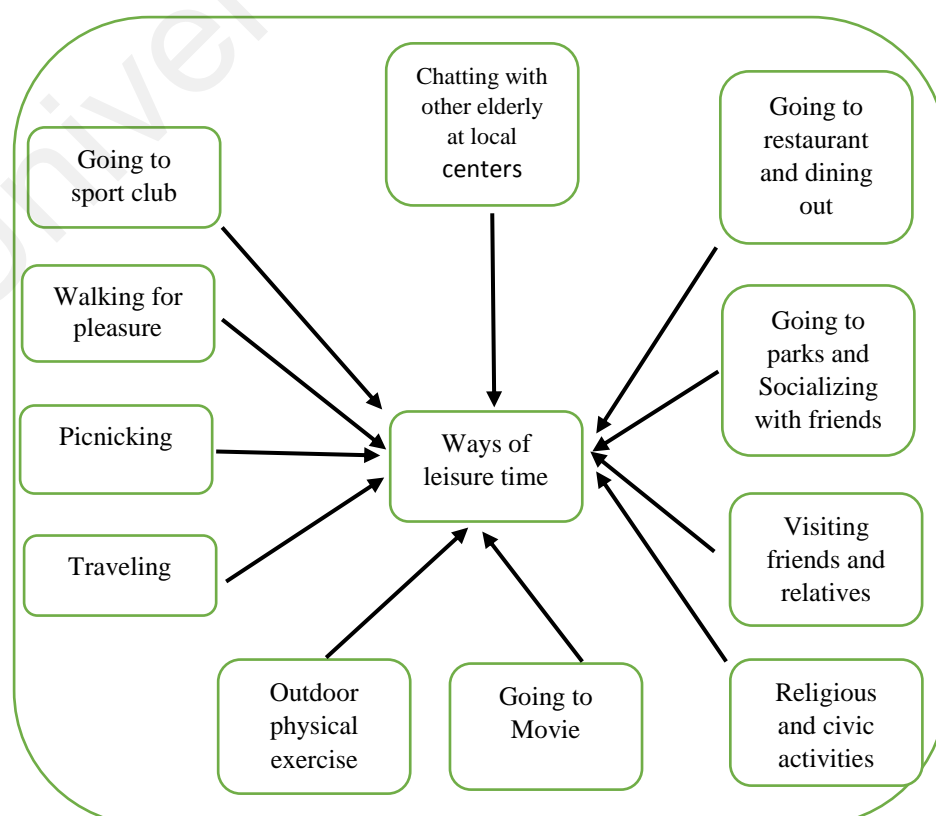 Chatting with
other elderly
at local
centers
Going to
restaurant
and dining
out
Going to
sport club
Walking for
pleasure
Going to
parks and
Socializing
with friends
Picnicking
Ways of
leisure time
Traveling
Visiting
friends and
relatives
Outdoor
physical
exercise
Going to
Movie
Religious
and civic
activities